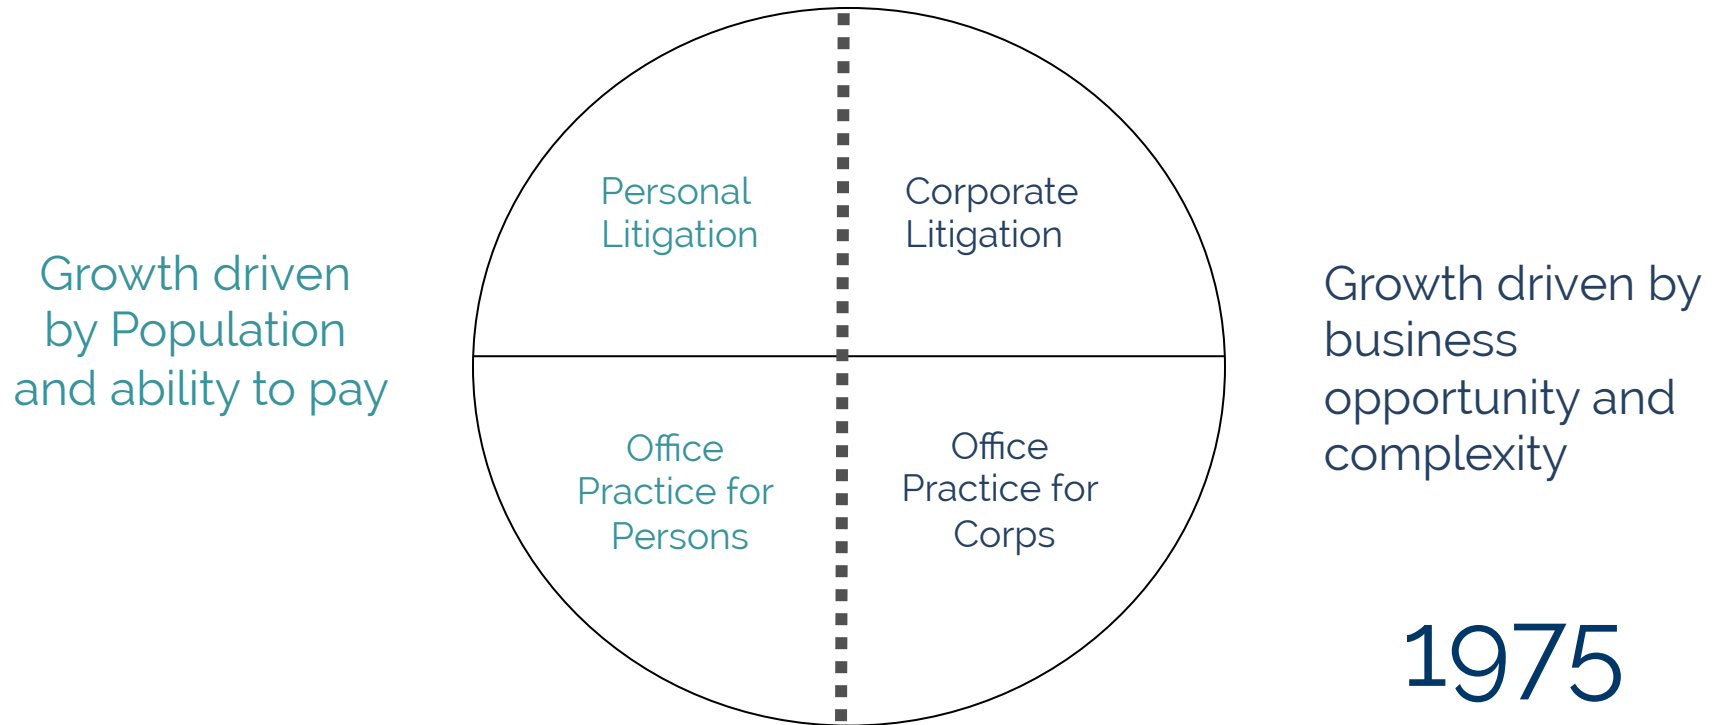 Growth driven
by Population
and ability to pay
Personal
Litigation
Corporate
Litigation
Office
Practice for
Persons
Office
Practice for
Corps
Growth driven by
business
opportunity and
complexity
1975